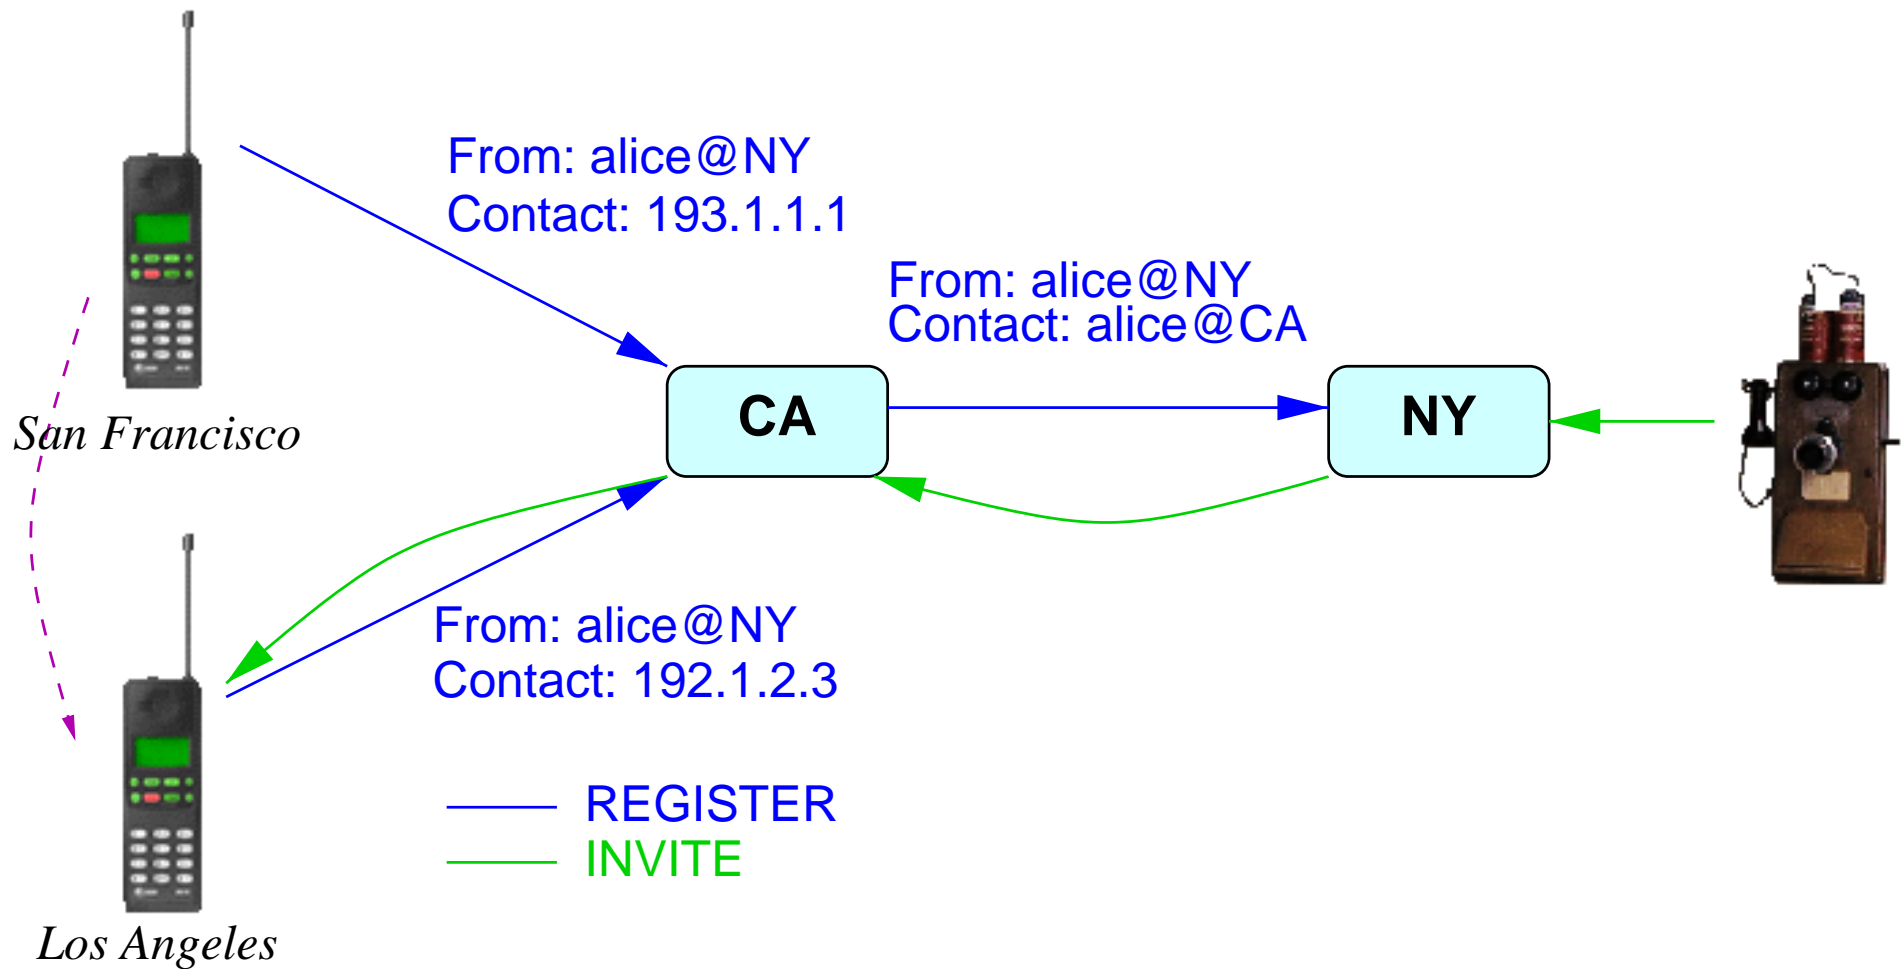 From: alice@NY
Contact: 193.1.1.1
From: alice@NY
Contact: alice@CA
CA
NY
San Francisco
From: alice@NY
Contact: 192.1.2.3
REGISTER
INVITE
Los Angeles